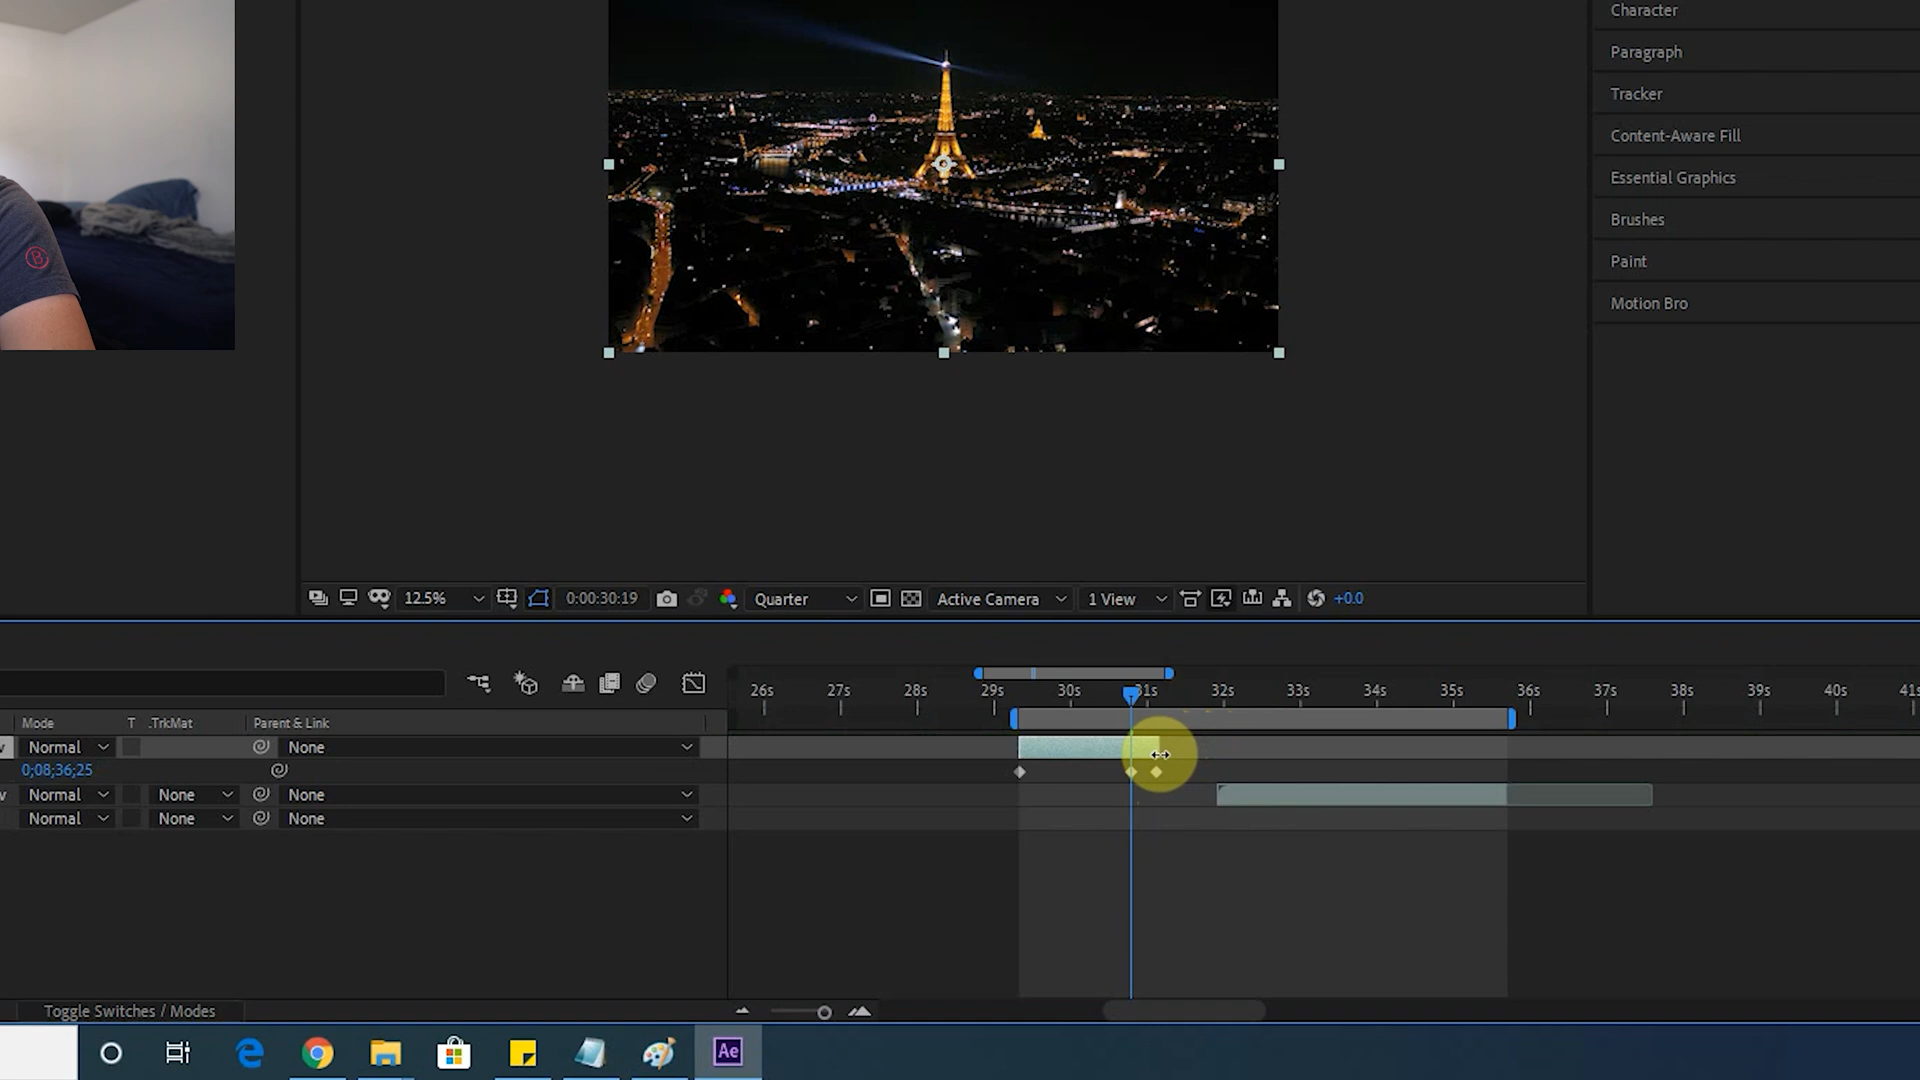 Character
Paragraph
Tracker
Content-Aware Fill
Essential Graphics
Brushes
Paint
Motion Bro
B
12.5% 0:00:30:19 Quarter Active Camera 1 View +0.0
26s 27s 28s 29s 30s 31s 32s 33s 34s 35s 36s 37s 38s 39s 40s 41s
Mode T .TrkMat Parent & Link
Normal None
0;08;36;25
Normal None None
Normal None None
Toggle Switches / Modes
Ae